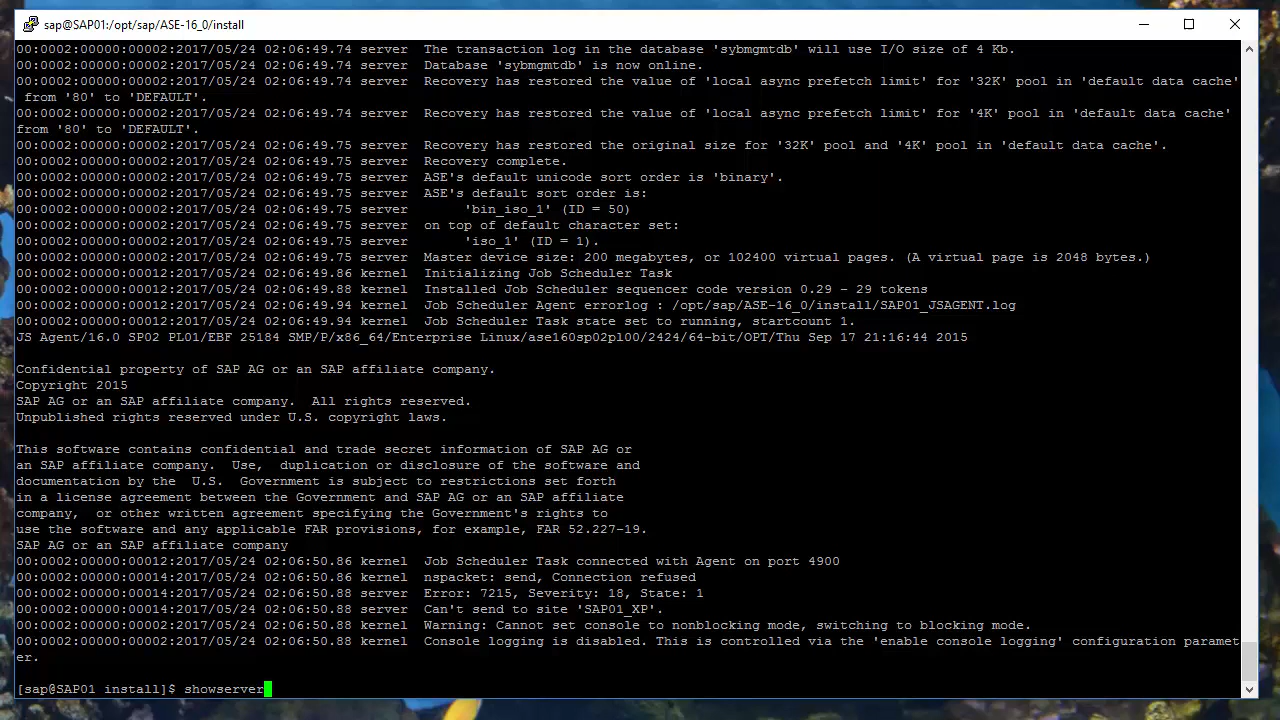 sap@SAP01:/opt/sap/ASE-16_0/install
00:0002:00000:00002:2017/05/24 02:06:49.74 server  The transaction log in the database 'sybmgmtdb' will use I/O size of 4 Kb.
00:0002:00000:00002:2017/05/24 02:06:49.74 server  Database 'sybmgmtdb' is now online.
00:0002:00000:00002:2017/05/24 02:06:49.74 server  Recovery has restored the value of 'local async prefetch limit' for '32K' pool in 'default data cache'
 from '80' to 'DEFAULT'.
00:0002:00000:00002:2017/05/24 02:06:49.74 server  Recovery has restored the value of 'local async prefetch limit' for '4K' pool in 'default data cache'
from '80' to 'DEFAULT'.
00:0002:00000:00002:2017/05/24 02:06:49.75 server  Recovery has restored the original size for '32K' pool and '4K' pool in 'default data cache'.
00:0002:00000:00002:2017/05/24 02:06:49.75 server  Recovery complete.
00:0002:00000:00002:2017/05/24 02:06:49.75 server  ASE's default unicode sort order is 'binary'.
00:0002:00000:00002:2017/05/24 02:06:49.75 server  ASE's default sort order is:
00:0002:00000:00002:2017/05/24 02:06:49.75 server       'bin_iso_1' (ID = 50)
00:0002:00000:00002:2017/05/24 02:06:49.75 server  on top of default character set:
00:0002:00000:00002:2017/05/24 02:06:49.75 server       'iso_1' (ID = 1).
00:0002:00000:00002:2017/05/24 02:06:49.75 server  Master device size: 200 megabytes, or 102400 virtual pages. (A virtual page is 2048 bytes.)
00:0002:00000:00012:2017/05/24 02:06:49.86 kernel  Initializing Job Scheduler Task
00:0002:00000:00012:2017/05/24 02:06:49.88 kernel  Installed Job Scheduler sequencer code version 0.29 - 29 tokens
00:0002:00000:00012:2017/05/24 02:06:49.94 kernel  Job Scheduler Agent errorlog : /opt/sap/ASE-16_0/install/SAP01_JSAGENT.log
00:0002:00000:00012:2017/05/24 02:06:49.94 kernel  Job Scheduler Task state set to running, startcount 1.
JS Agent/16.0 SP02 PL01/EBF 25184 SMP/P/x86_64/Enterprise Linux/ase160sp02pl00/2424/64-bit/OPT/Thu Sep 17 21:16:44 2015
Confidential property of SAP AG or an SAP affiliate company.
Copyright 2015
SAP AG or an SAP affiliate company.  All rights reserved.
Unpublished rights reserved under U.S. copyright laws.
This software contains confidential and trade secret information of SAP AG or
an SAP affiliate company.  Use,  duplication or disclosure of the software and
documentation by the  U.S.  Government is subject to restrictions set forth
in a license agreement between the Government and SAP AG or an SAP affiliate
company,  or other written agreement specifying the Government's rights to
use the software and any applicable FAR provisions, for example, FAR 52.227-19.
SAP AG or an SAP affiliate company
00:0002:00000:00012:2017/05/24 02:06:50.86 kernel  Job Scheduler Task connected with Agent on port 4900
00:0002:00000:00014:2017/05/24 02:06:50.86 kernel  nspacket: send, Connection refused
00:0002:00000:00014:2017/05/24 02:06:50.88 server  Error: 7215, Severity: 18, State: 1
00:0002:00000:00014:2017/05/24 02:06:50.88 server  Can't send to site 'SAP01_XP'.
00:0002:00000:00002:2017/05/24 02:06:50.88 kernel  Warning: Cannot set console to nonblocking mode, switching to blocking mode.
00:0002:00000:00002:2017/05/24 02:06:50.88 kernel  Console logging is disabled. This is controlled via the 'enable console logging' configuration paramet
er.
[sap@SAP01 install]$ showserver